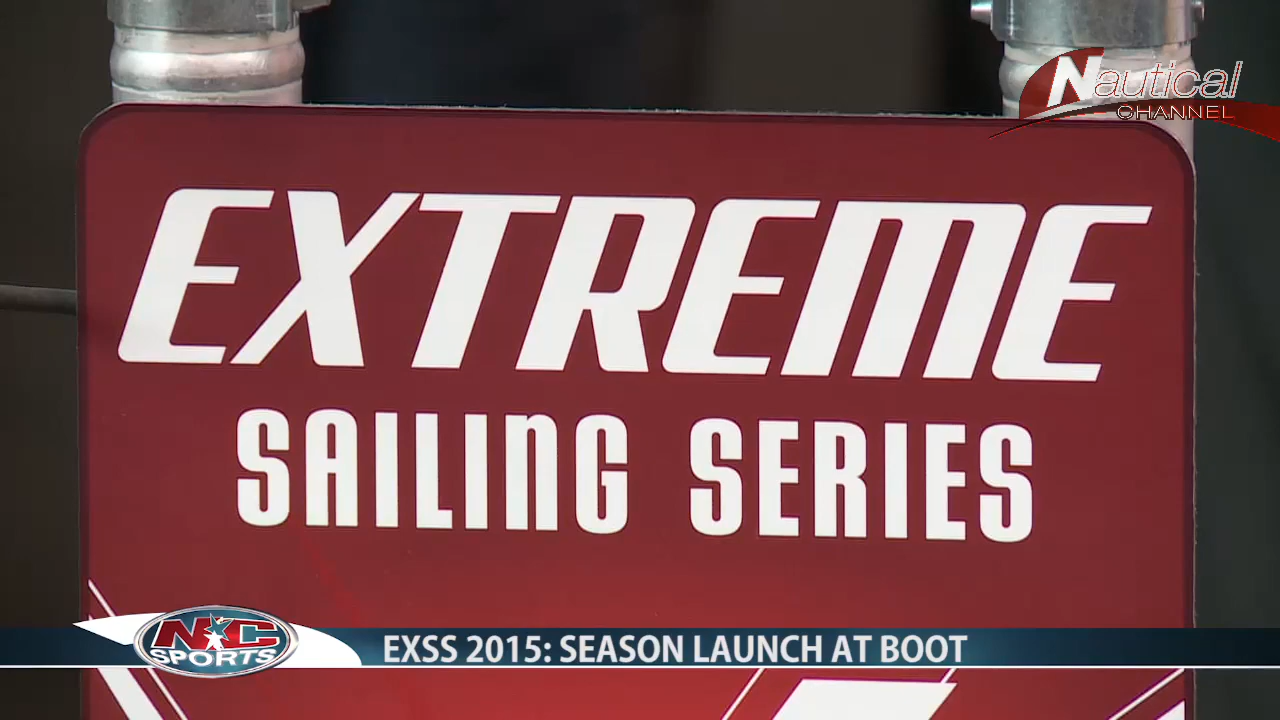 Nautical
CHANNEL
EXTREME
SAILING SERIES
NC
SPORTS
EXSS 2015: SEASON LAUNCH AT BOOT